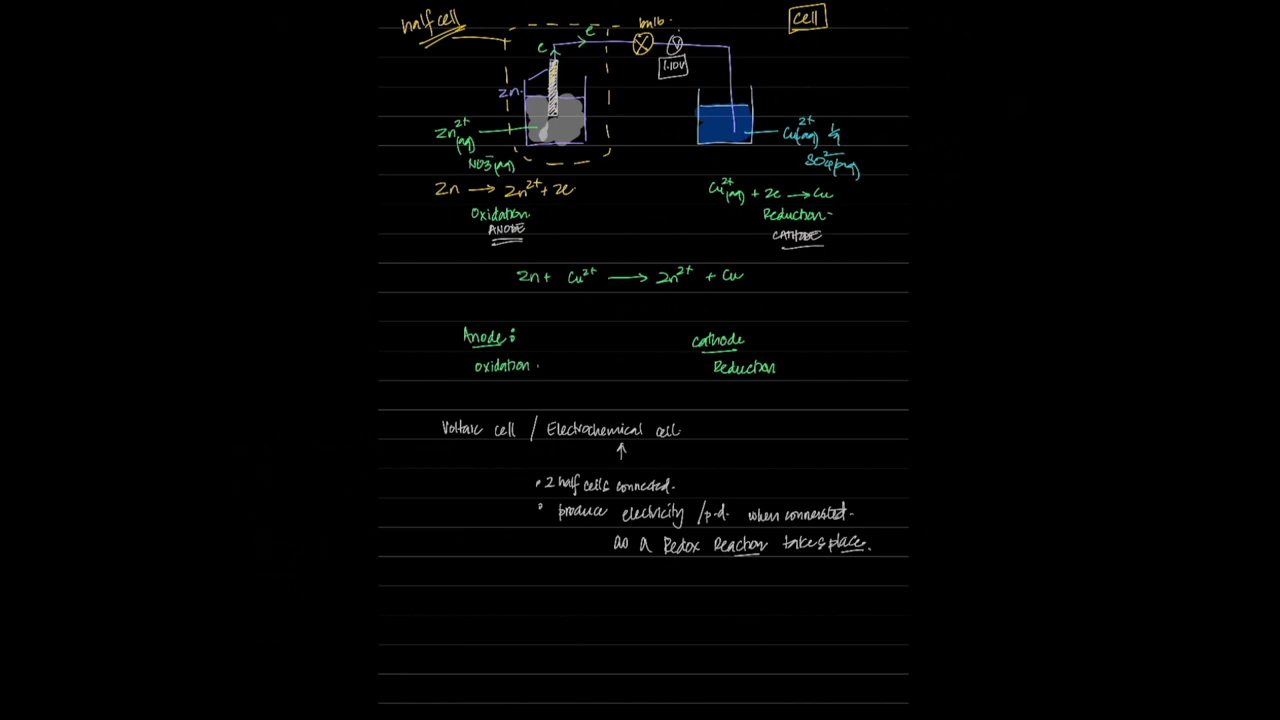 half cell
bulb.
cell
e
e
1.10V
V
Zn
Zn2+(aq)
NO3-(aq)
Cu2+(aq) &
SO42-(aq)
Zn → Zn2+ + 2e
Cu2+(aq) + 2e → Cu
Oxidation.
Reduction-
ANODE
CATHODE
Zn + Cu2+ → Zn2+ + Cu
Anode:
cathode
oxidation.
Reduction
Voltaic cell / Electrochemical cell.
• 2 half cells connected.
• produce electricity /p.d. when connected.
as a Redox Reaction takes place.